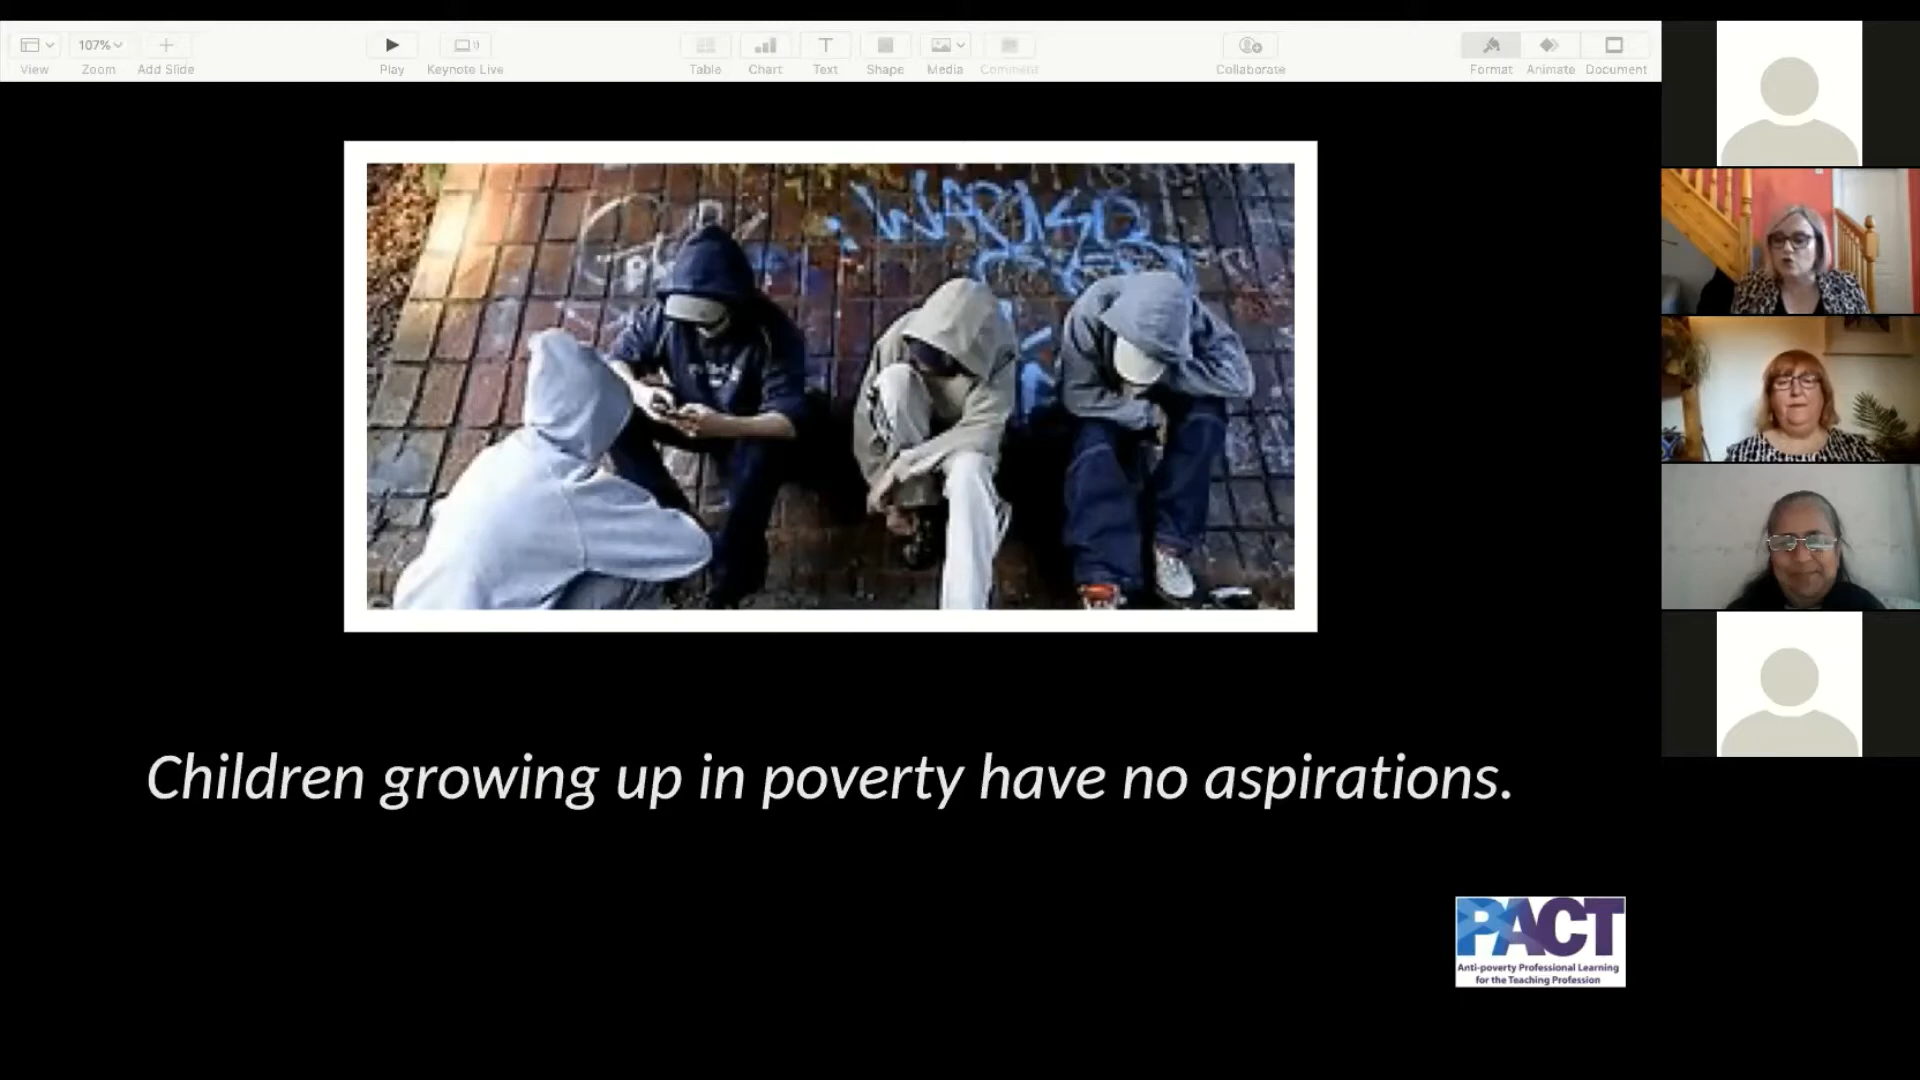 107%
View
Zoom
Add Slide
Play
Keynote Live
Table
Chart
Text
Shape
Media
Comment
Collaborate
Format
Animate
Document
Children growing up in poverty have no aspirations.
PACT
Anti-poverty Professional Learning
for the Teaching Profession